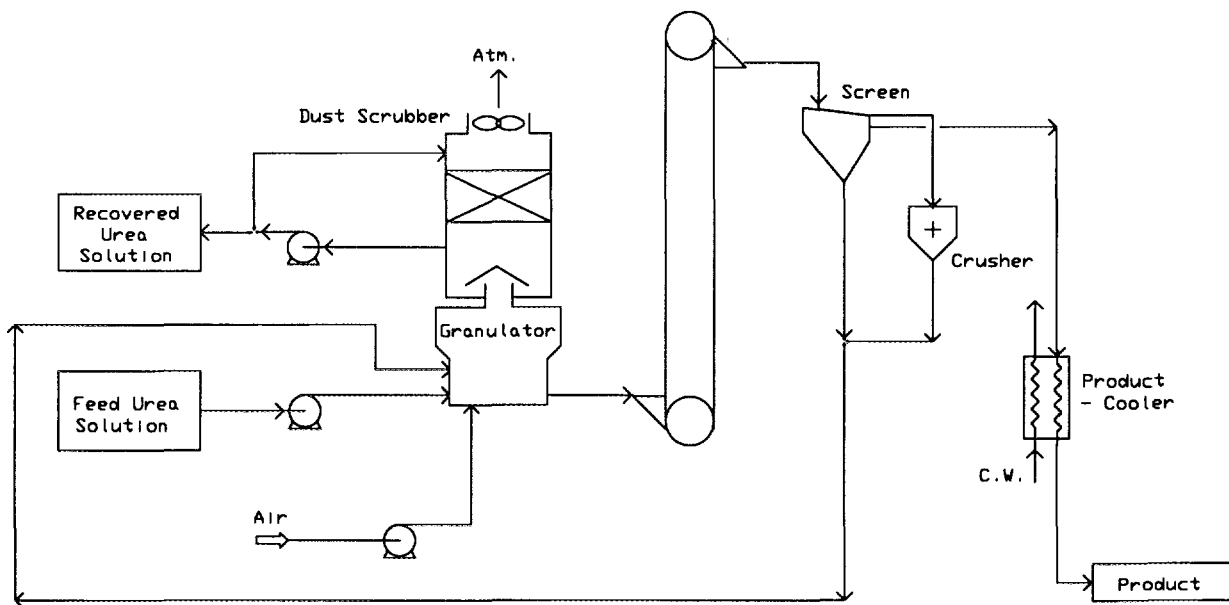 Atm.
Dust Scrubber
Screen
Recovered
Urea
Solution
Crusher
Granulator
Feed Urea
Solution
Product
- Cooler
C.W.
Air
Product